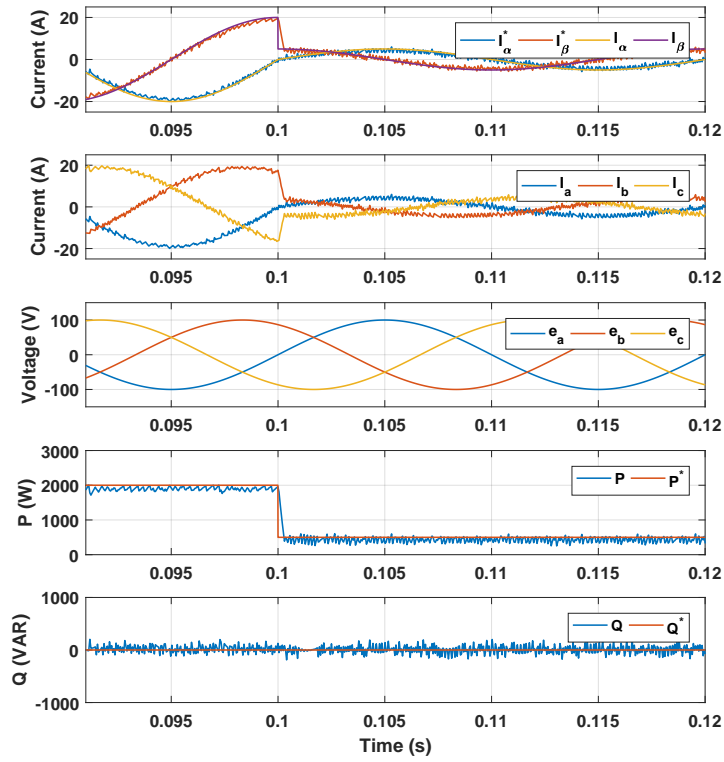 20
0
-20
Current (A)
I*α I*β Iα Iβ
0.095 0.1 0.105 0.11 0.115 0.12
20
0
-20
Current (A)
Ia Ib Ic
0.095 0.1 0.105 0.11 0.115 0.12
100
0
-100
Voltage (V)
ea eb ec
0.095 0.1 0.105 0.11 0.115 0.12
3000
2000
1000
0
P (W)
P P*
0.095 0.1 0.105 0.11 0.115 0.12
1000
0
-1000
Q (VAR)
Q Q*
0.095 0.1 0.105 0.11 0.115 0.12
Time (s)